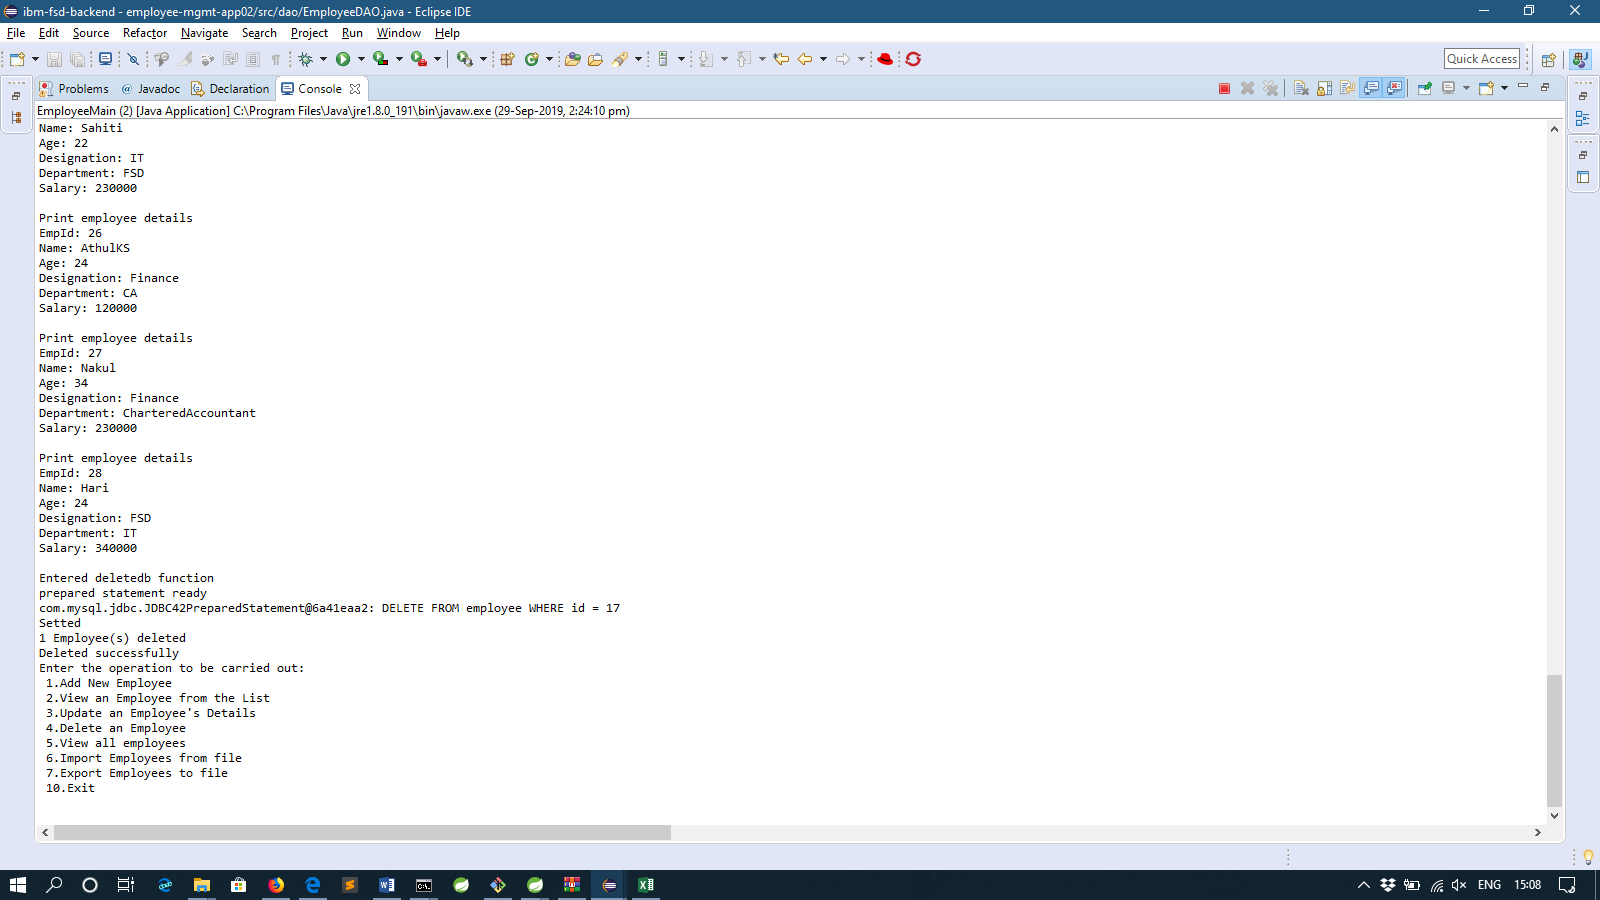 ibm-fsd-backend - employee-mgmt-app02/src/dao/EmployeeDAO.java - Eclipse IDE
File Edit Source Refactor Navigate Search Project Run Window Help
Quick Access
Problems @ Javadoc Declaration Console
EmployeeMain (2) [Java Application] C:\Program Files\Java\jre1.8.0_191\bin\javaw.exe (29-Sep-2019, 2:24:10 pm)
Name: Sahiti
Age: 22
Designation: IT
Department: FSD
Salary: 230000
Print employee details
EmpId: 26
Name: AthulKS
Age: 24
Designation: Finance
Department: CA
Salary: 120000
Print employee details
EmpId: 27
Name: Nakul
Age: 34
Designation: Finance
Department: CharteredAccountant
Salary: 230000
Print employee details
EmpId: 28
Name: Hari
Age: 24
Designation: FSD
Department: IT
Salary: 340000
Entered deletedb function
prepared statement ready
com.mysql.jdbc.JDBC42PreparedStatement@6a41eaa2: DELETE FROM employee WHERE id = 17
Setted
1 Employee(s) deleted
Deleted successfully
Enter the operation to be carried out:
1.Add New Employee
2.View an Employee from the List
3.Update an Employee's Details
4.Delete an Employee
5.View all employees
6.Import Employees from file
7.Export Employees to file
10.Exit
ENG 15:08